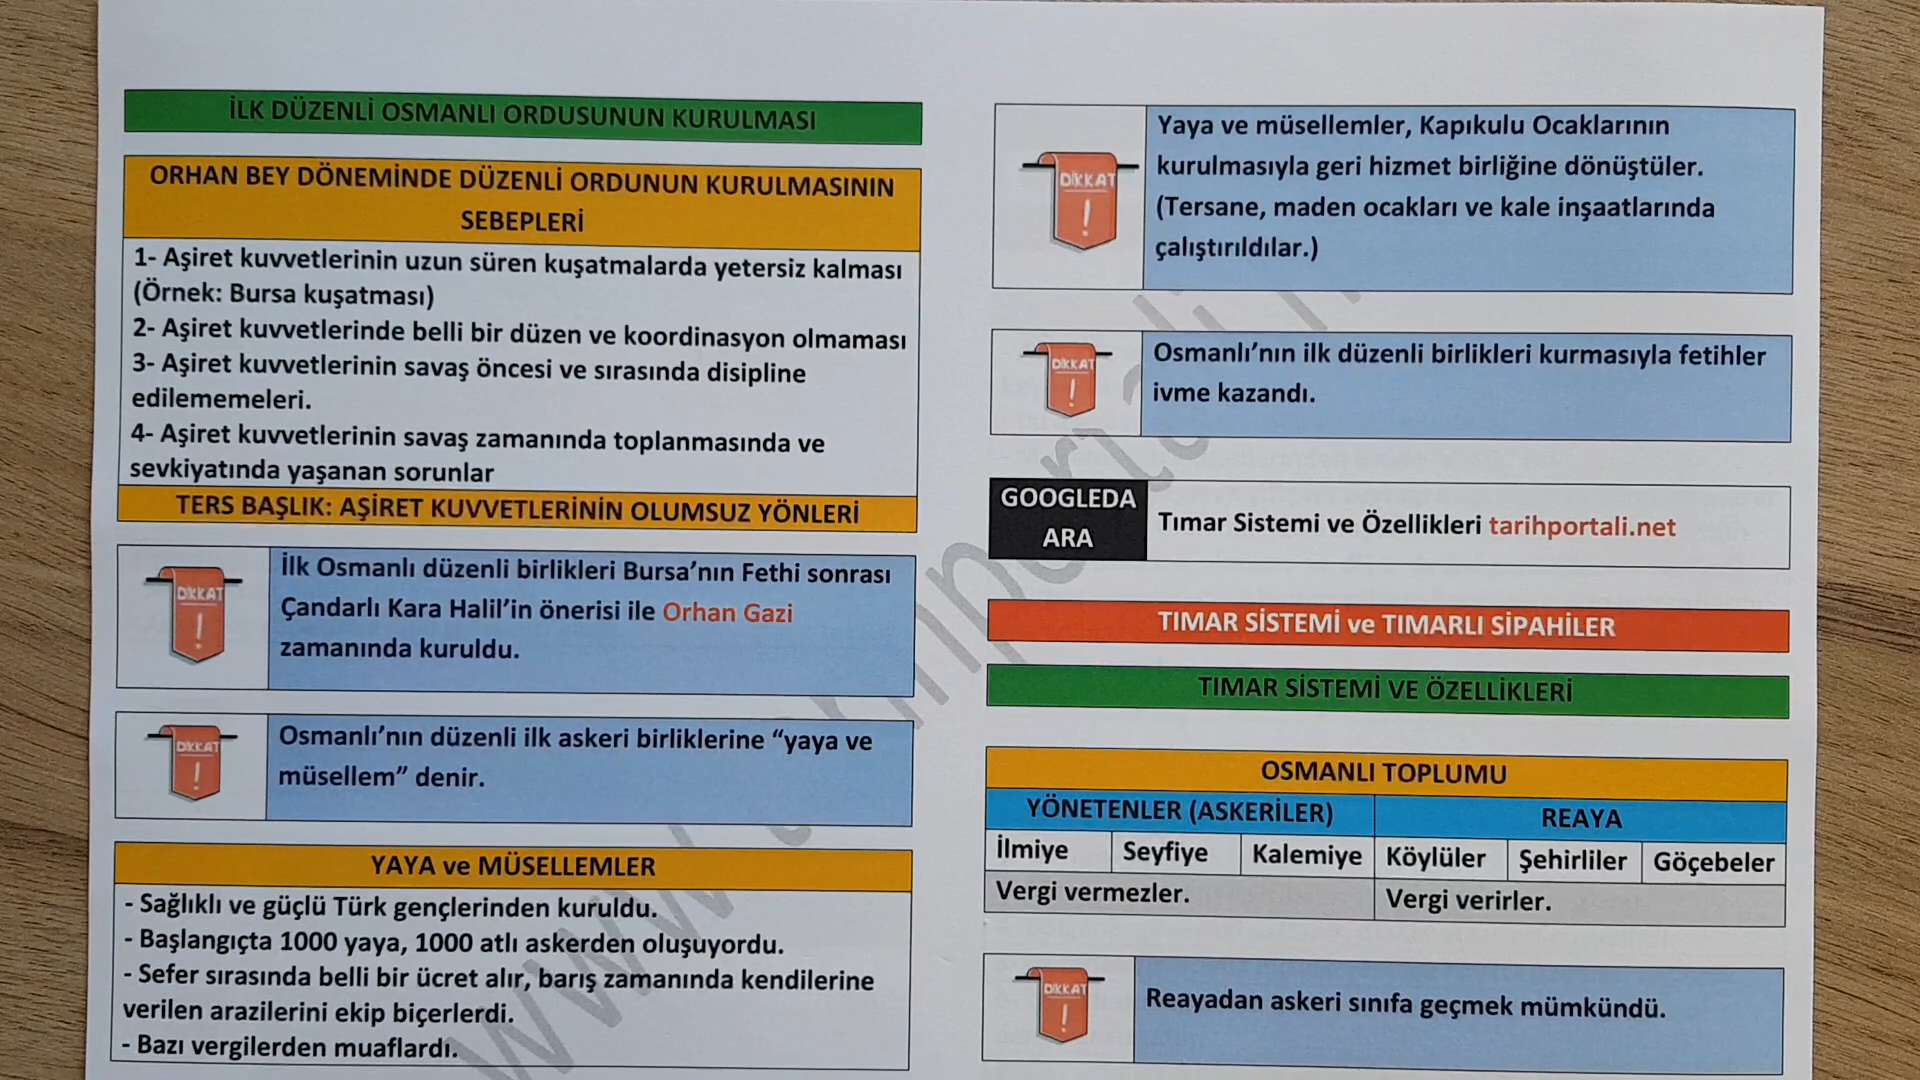 İLK DÜZENLİ OSMANLI ORDUSUNUN KURULMASI
ORHAN BEY DÖNEMİNDE DÜZENLİ ORDUNUN KURULMASININ
SEBEPLERİ
1- Aşiret kuvvetlerinin uzun süren kuşatmalarda yetersiz kalması
(Örnek: Bursa kuşatması)
2- Aşiret kuvvetlerinde belli bir düzen ve koordinasyon olmaması
3- Aşiret kuvvetlerinin savaş öncesi ve sırasında disipline
edilememeleri.
4- Aşiret kuvvetlerinin savaş zamanında toplanmasında ve
sevkiyatında yaşanan sorunlar
TERS BAŞLIK: AŞİRET KUVVETLERİNİN OLUMSUZ YÖNLERİ
DİKKAT
!
İlk Osmanlı düzenli birlikleri Bursa’nın Fethi sonrası
Çandarlı Kara Halil’in önerisi ile Orhan Gazi
zamanında kuruldu.
DİKKAT
!
Osmanlı’nın düzenli ilk askeri birliklerine “yaya ve
müsellem” denir.
YAYA ve MÜSELLEMLER
- Sağlıklı ve güçlü Türk gençlerinden kuruldu.
- Başlangıçta 1000 yaya, 1000 atlı askerden oluşuyordu.
- Sefer sırasında belli bir ücret alır, barış zamanında kendilerine
verilen arazilerini ekip biçerlerdi.
- Bazı vergilerden muaflardı.
DİKKAT
!
Yaya ve müsellemler, Kapıkulu Ocaklarının
kurulmasıyla geri hizmet birliğine dönüştüler.
(Tersane, maden ocakları ve kale inşaatlarında
çalıştırıldılar.)
DİKKAT
!
Osmanlı’nın ilk düzenli birlikleri kurmasıyla fetihler
ivme kazandı.
GOOGLEDA
ARA
Tımar Sistemi ve Özellikleri tarihportali.net
TIMAR SİSTEMİ ve TIMARLI SİPAHİLER
TIMAR SİSTEMİ VE ÖZELLİKLERİ
OSMANLI TOPLUMU
YÖNETENLER (ASKERİLER) REAYA
İlmiye Seyfiye Kalemiye Köylüler Şehirliler Göçebeler
Vergi vermezler. Vergi verirler.
DİKKAT
!
Reayadan askeri sınıfa geçmek mümkündü.